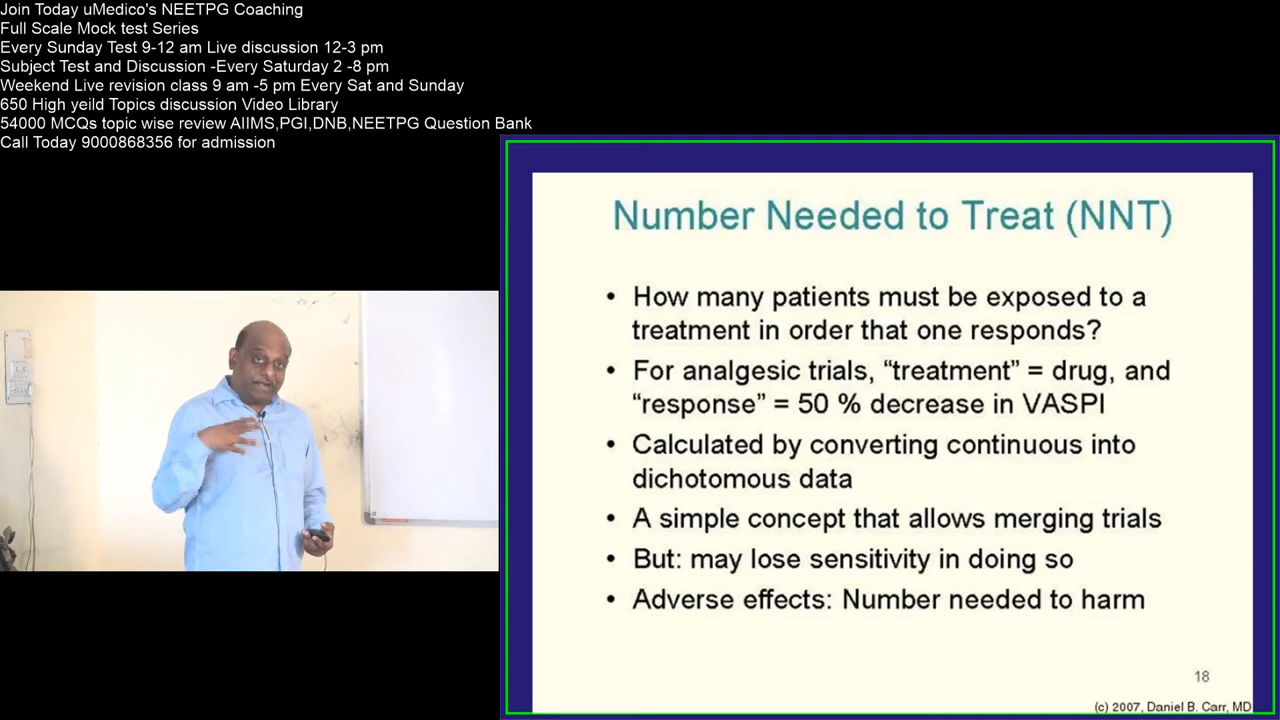 Join Today uMedico's NEETPG Coaching
Full Scale Mock test Series
Every Sunday Test 9-12 am Live discussion 12-3 pm
Subject Test and Discussion -Every Saturday 2 -8 pm
Weekend Live revision class 9 am -5 pm Every Sat and Sunday
650 High yeild Topics discussion Video Library
54000 MCQs topic wise review AIIMS,PGI,DNB,NEETPG Question Bank
Call Today 9000868356 for admission
Number Needed to Treat (NNT)
• How many patients must be exposed to a
treatment in order that one responds?
• For analgesic trials, “treatment” = drug, and
“response” = 50 % decrease in VASPI
• Calculated by converting continuous into
dichotomous data
• A simple concept that allows merging trials
• But: may lose sensitivity in doing so
• Adverse effects: Number needed to harm
18
(c) 2007, Daniel B. Carr, MD